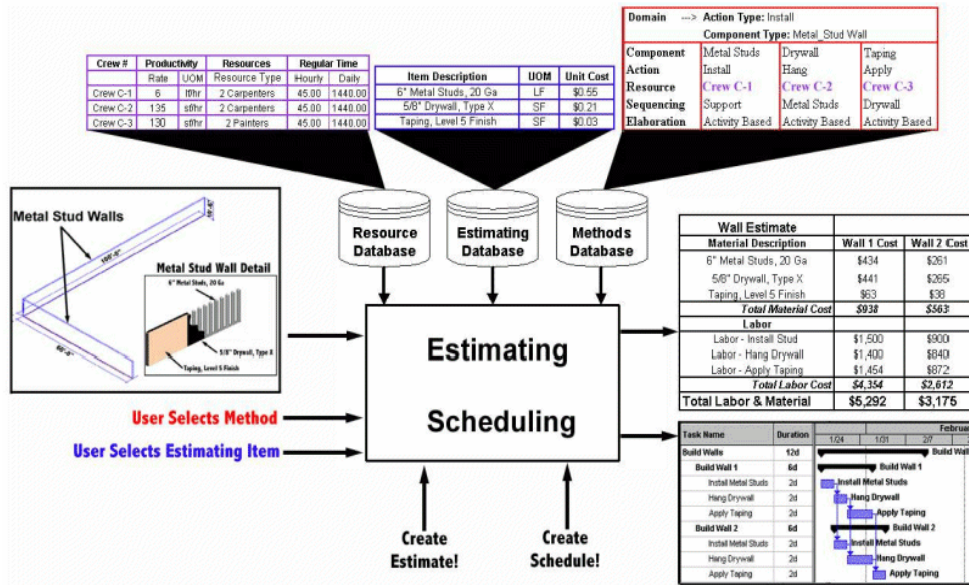 Domain ---> Action Type: Install
Component Type: Metal_Stud Wall
Component Metal Studs Drywall Taping
Action Install Hang Apply
Resource Crew C-1 Crew C-2 Crew C-3
Sequencing Support Metal Studs Drywall
Elaboration Activity Based Activity Based Activity Based
Crew # Productivity Resources Regular Time
Rate UOM Resource Type Hourly Daily
Crew C-1 6 lf/hr 2 Carpenters 45.00 1440.00
Crew C-2 135 sf/hr 2 Carpenters 45.00 1440.00
Crew C-3 130 sf/hr 2 Painters 45.00 1440.00
Item Description UOM Unit Cost
6" Metal Studs, 20 Ga LF $0.55
5/8" Drywall, Type X SF $0.21
Taping, Level 5 Finish SF $0.03
Resource
Database
Estimating
Database
Methods
Database
Metal Stud Walls
100'-0"
Metal Stud Wall Detail
6" Metal Studs, 20 Ga
5/8" Drywall, Type X
Taping, Level 5 Finish
60'-0"
Estimating
Scheduling
User Selects Method
User Selects Estimating Item
Create
Estimate!
Create
Schedule!
Wall Estimate
Material Description Wall 1 Cost Wall 2 Cost
6" Metal Studs, 20 Ga $434 $261
5/8" Drywall, Type X $441 $265
Taping, Level 5 Finish $63 $38
Total Material Cost $938 $563
Labor
Labor - Install Stud $1,500 $900
Labor - Hang Drywall $1,400 $840
Labor - Apply Taping $1,454 $872
Total Labor Cost $4,354 $2,612
Total Labor & Material $5,292 $3,175
Task Name Duration Februa
1/24 1/31 2/7
Build Walls 12d Build Wal
Build Wall 1 6d Build Wall 1
Install Metal Studs 2d Install Metal Studs
Hang Drywall 2d Hang Drywall
Apply Taping 2d Apply Taping
Build Wall 2 6d Build Wall 2
Install Metal Studs 2d Install Metal Studs
Hang Drywall 2d Hang Drywall
Apply Taping 2d Apply Taping